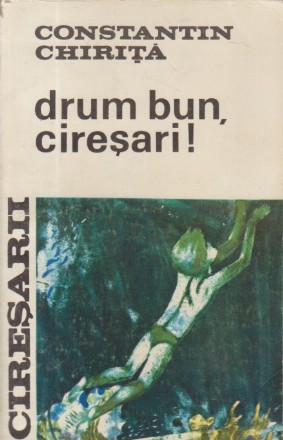 CONSTANTIN
CHIRIȚĂ
drum bun,
cireșari!
CIREȘARII